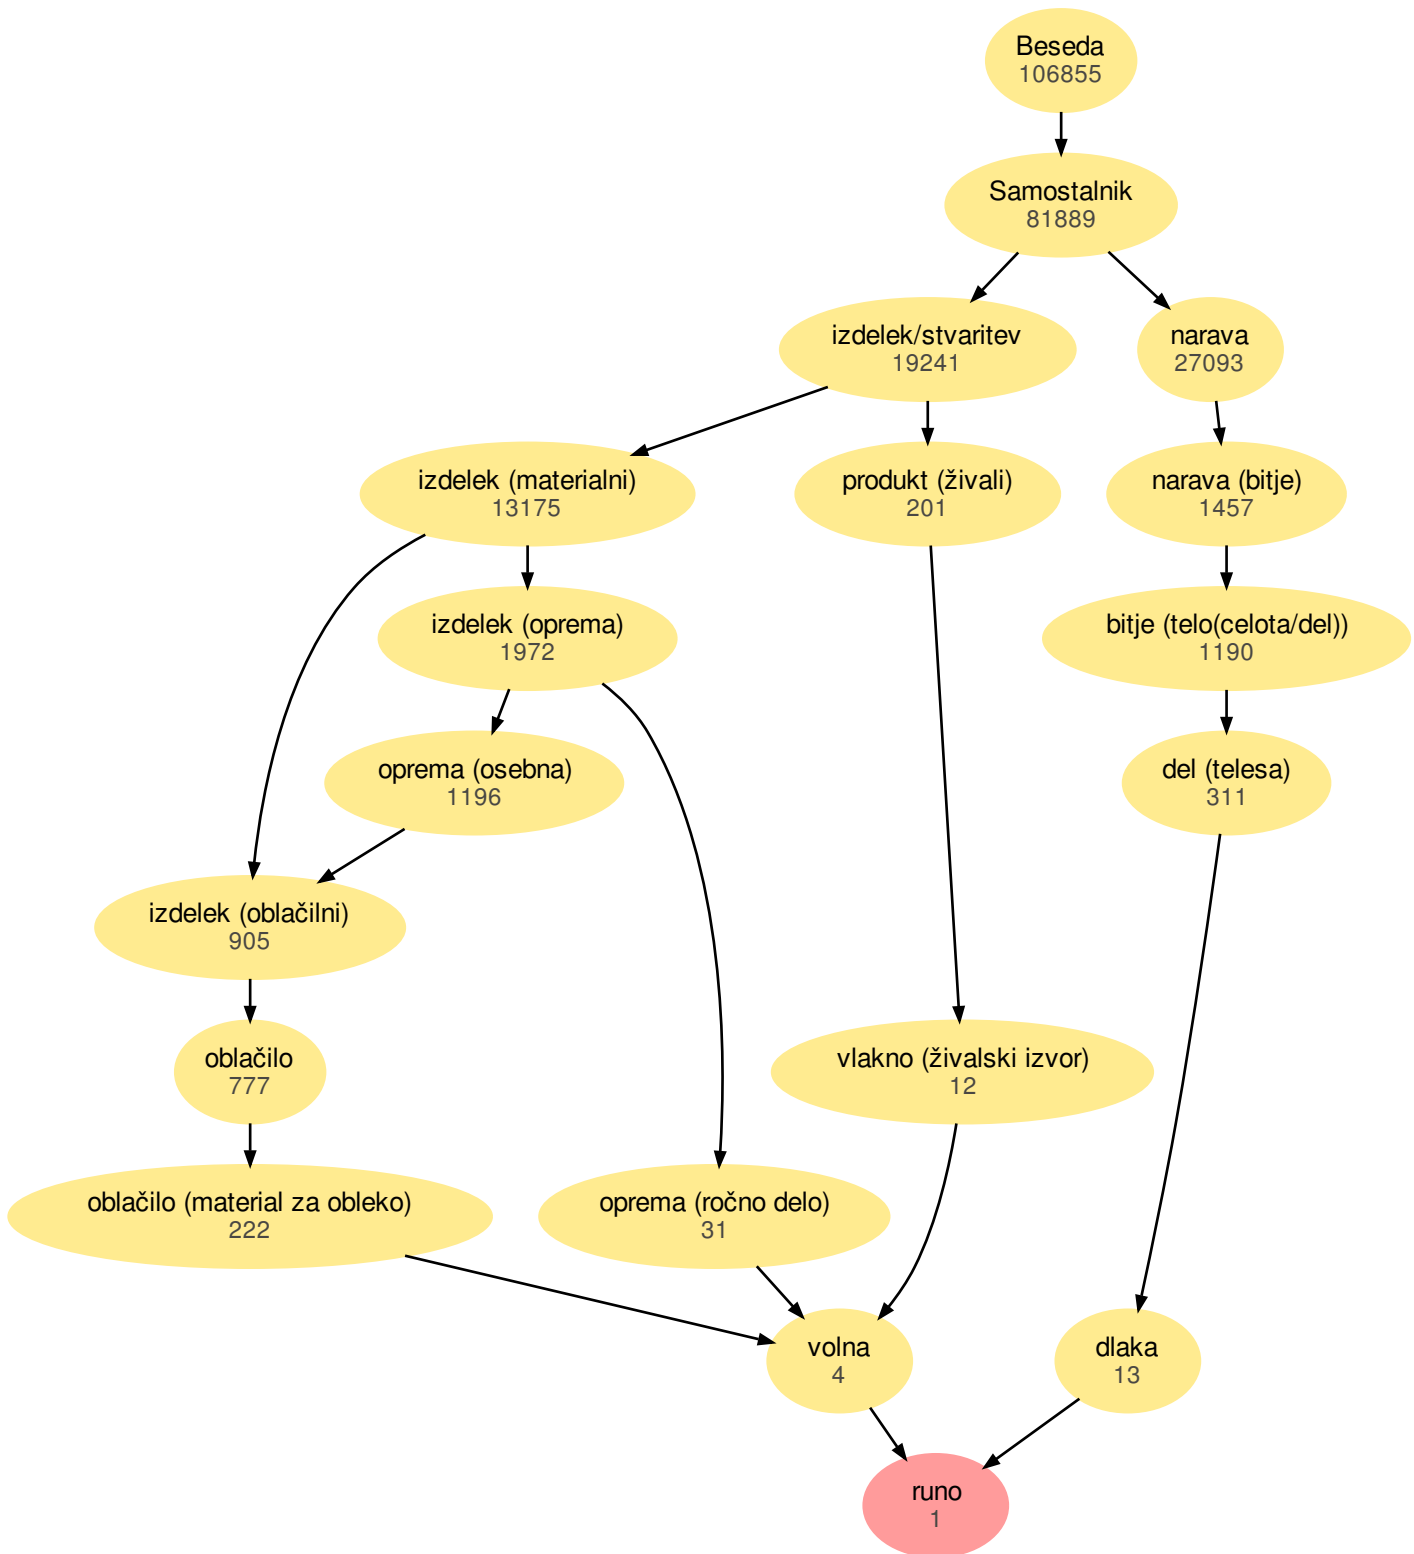 Beseda
106855
Samostalnik
81889
izdelek/stvaritev
19241
narava
27093
izdelek (materialni)
13175
produkt (živali)
201
narava (bitje)
1457
izdelek (oprema)
1972
bitje (telo(celota/del))
1190
oprema (osebna)
1196
del (telesa)
311
izdelek (oblačilni)
905
oblačilo
777
vlakno (živalski izvor)
12
oblačilo (material za obleko)
222
oprema (ročno delo)
31
volna
4
dlaka
13
runo
1